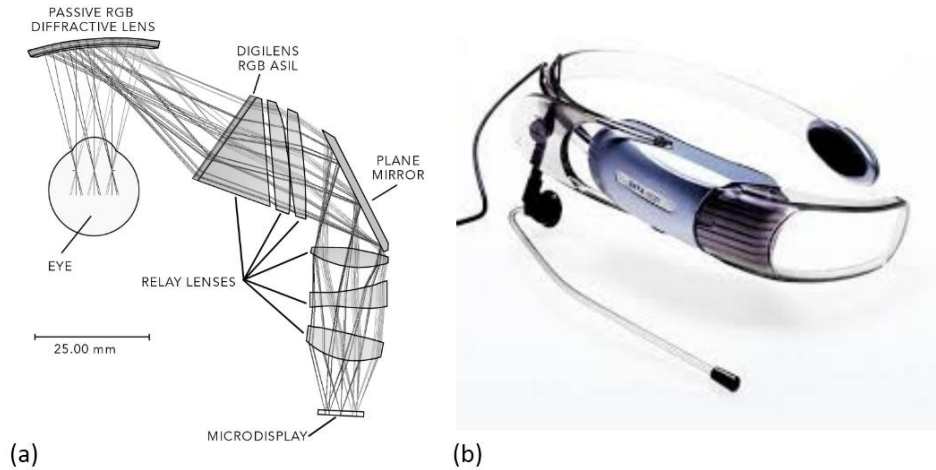 PASSIVE RGB
DIFFRACTIVE LENS
DIGILENS
RGB ASIL
PLANE
MIRROR
EYE
RELAY LENSES
25.00 mm
MICRODISPLAY
(a)
(b)